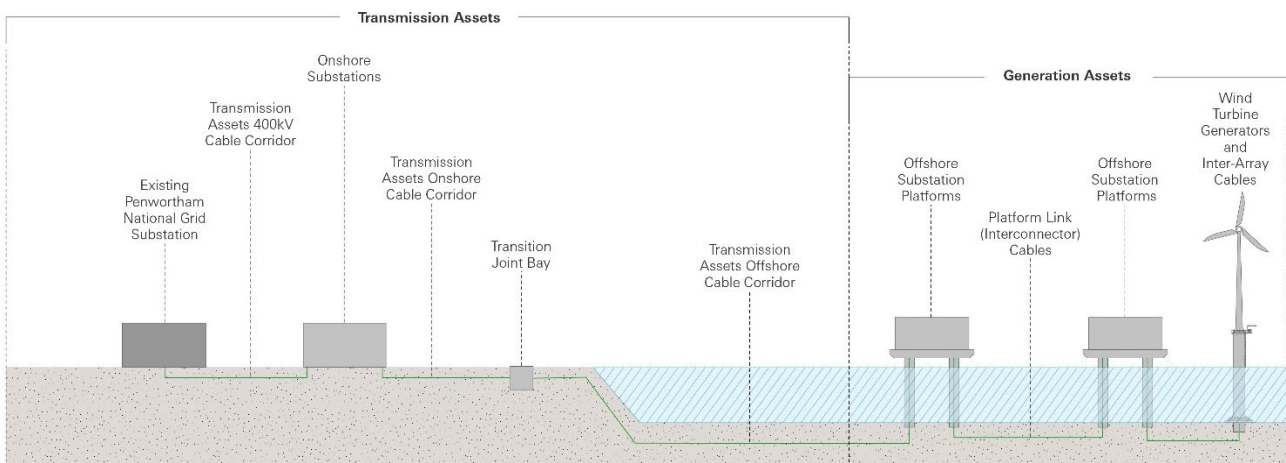 Transmission Assets
Generation Assets
Onshore
Substations
Transmission
Assets 400kV
Cable Corridor
Existing
Penwortham
National Grid
Substation
Transmission
Assets Onshore
Cable Corridor
Transition
Joint Bay
Transmission
Assets Offshore
Cable Corridor
Offshore
Substation
Platforms
Platform Link
(Interconnector)
Cables
Offshore
Substation
Platforms
Wind
Turbine
Generators
and
Inter-Array
Cables